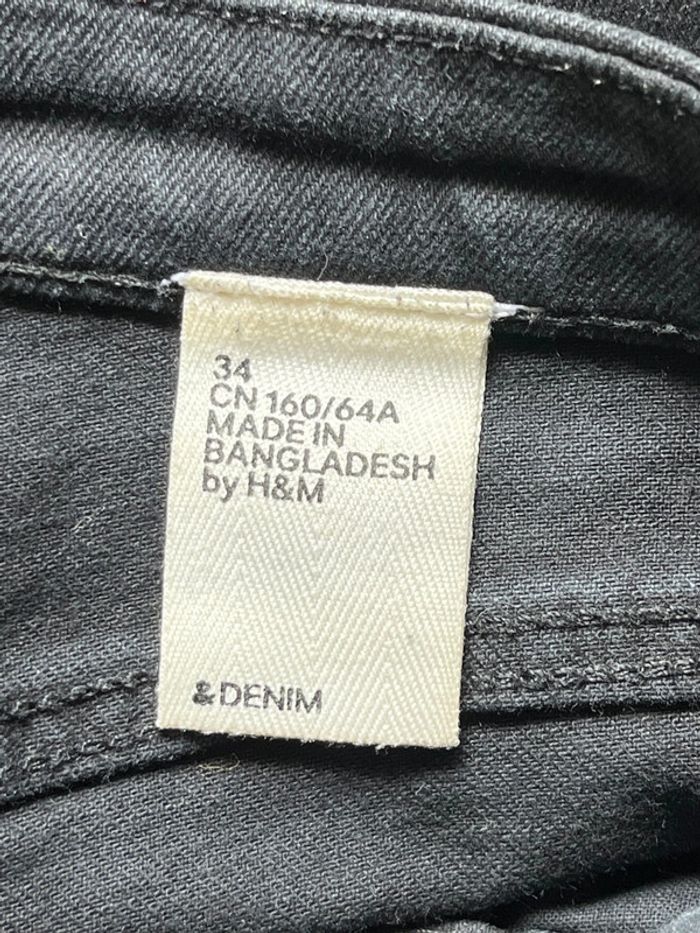 34
CN 160/64A
MADE IN
BANGLADESH
by H&M
&DENIM